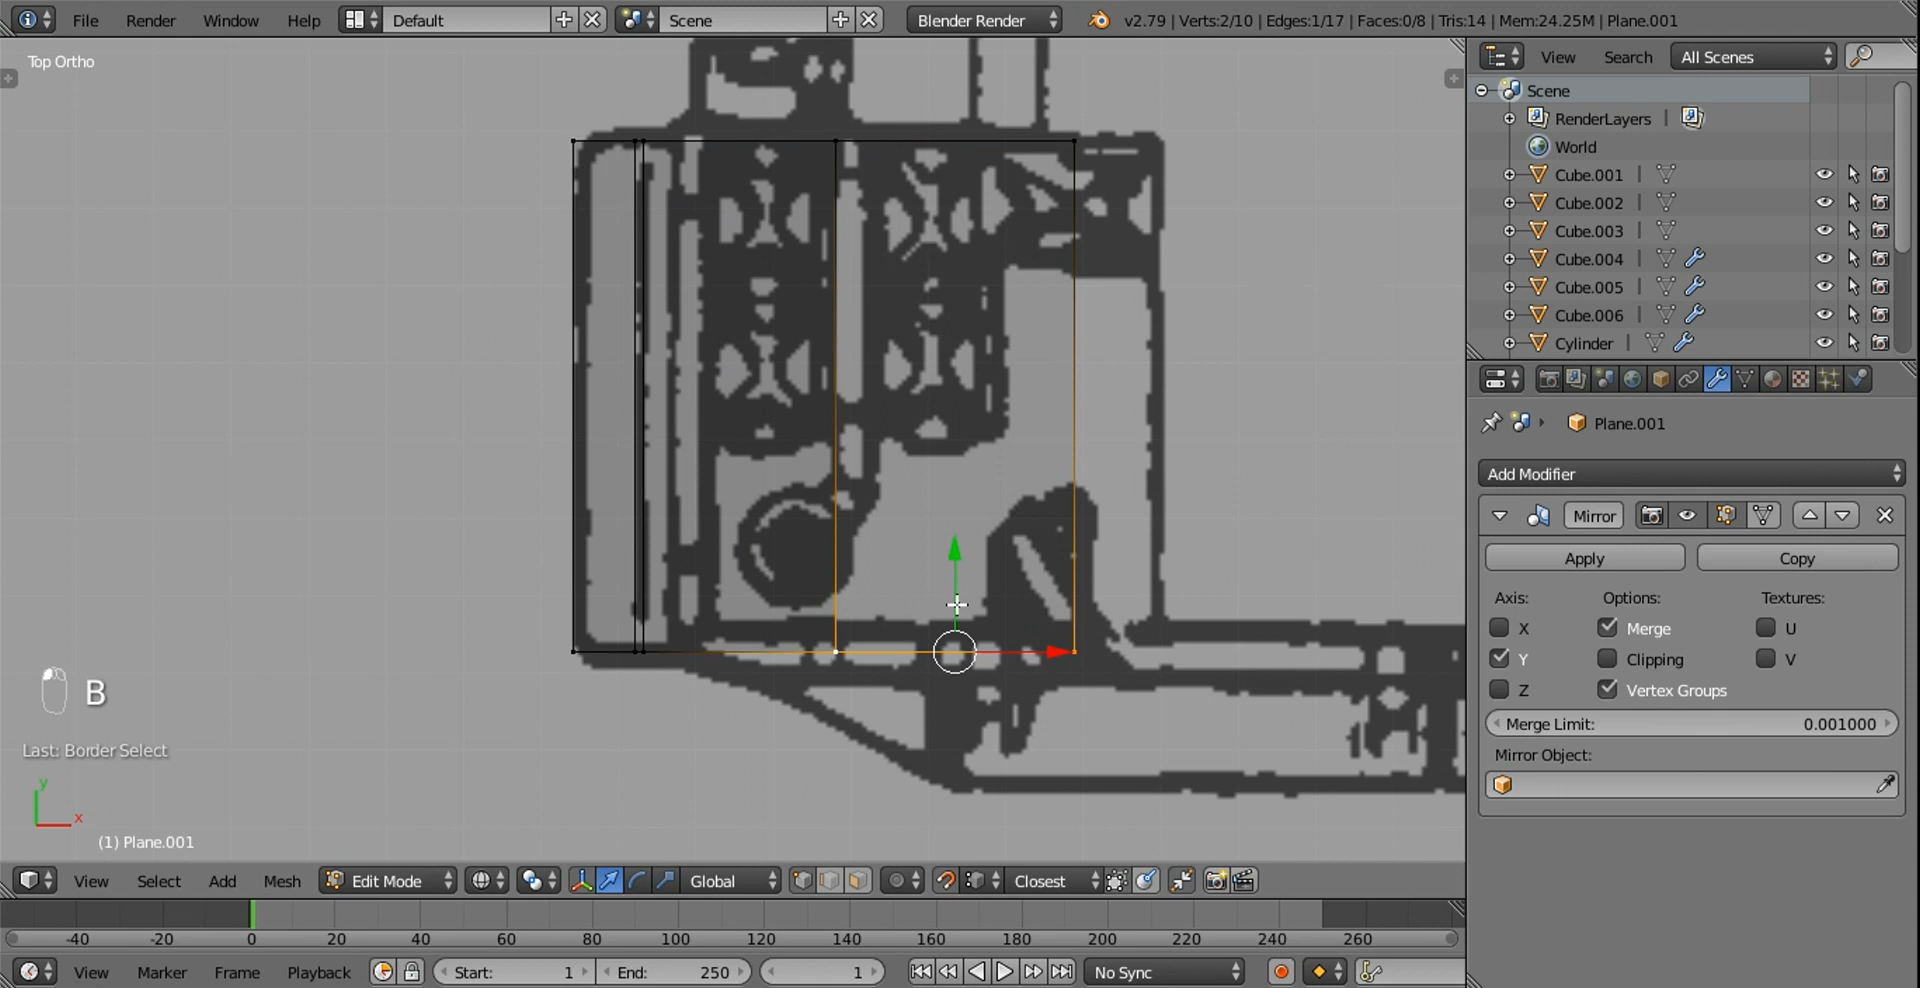 File Render Window Help Default Scene Blender Render v2.79 | Verts:2/10 | Edges:1/17 | Faces:0/8 | Tris:14 | Mem:24.25M | Plane.001
Top Ortho
View Search All Scenes
Scene
RenderLayers
World
Cube.001
Cube.002
Cube.003
Cube.004
Cube.005
Cube.006
Cylinder
Plane.001
Add Modifier
Mirror
Apply Copy
Axis: Options: Textures:
X Merge U
Y Clipping V
Z Vertex Groups
Merge Limit: 0.001000
Mirror Object:
B
Last: Border Select
y
x
(1) Plane.001
View Select Add Mesh Edit Mode Global Closest
-40 -20 0 20 40 60 80 100 120 140 160 180 200 220 240 260
View Marker Frame Playback Start: 1 End: 250 1 No Sync